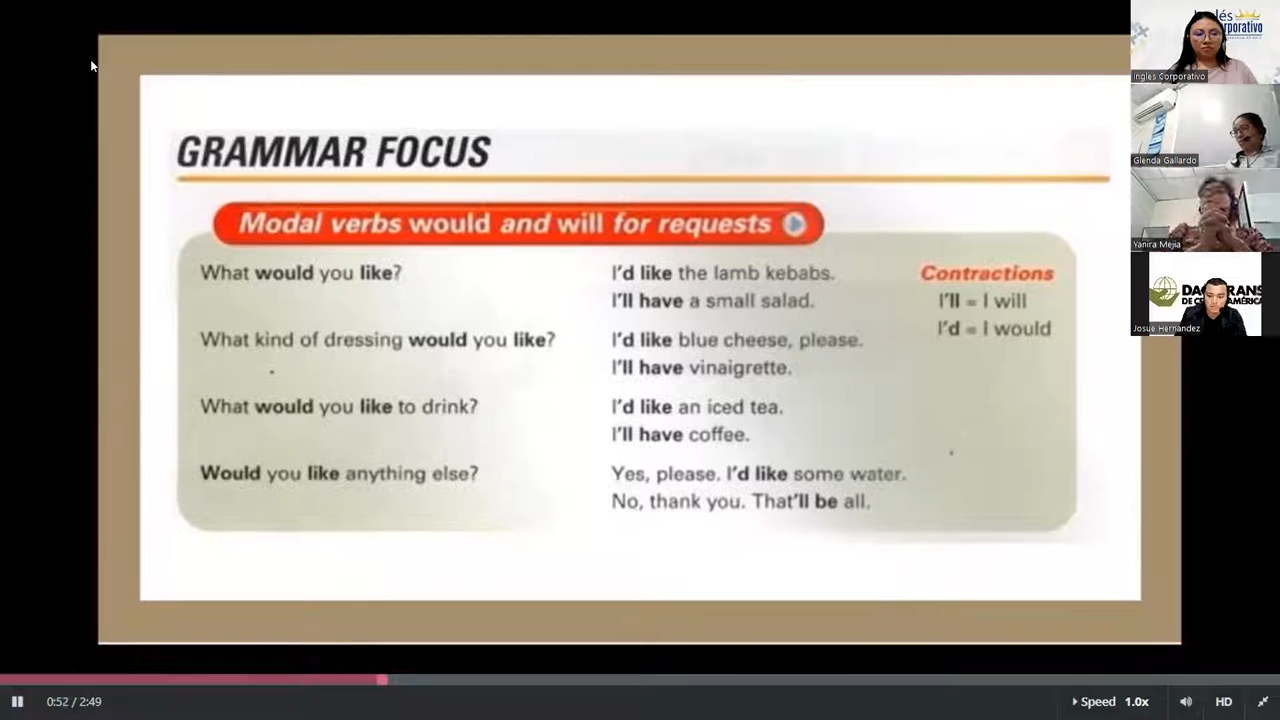 GRAMMAR FOCUS
Modal verbs would and will for requests
What would you like?
I'd like the lamb kebabs.
I'll have a small salad.
What kind of dressing would you like?
I'd like blue cheese, please.
I'll have vinaigrette.
What would you like to drink?
I'd like an iced tea.
I'll have coffee.
Would you like anything else?
Yes, please. I'd like some water.
No, thank you. That'll be all.
Contractions
I'll = I will
I'd = I would
Ingles Corporativo
Glenda Gallardo
Yanira Mejia
DE C
AMÉRICA
Josue Hernandez
0:52 / 2:49
Speed 1.0x
HD